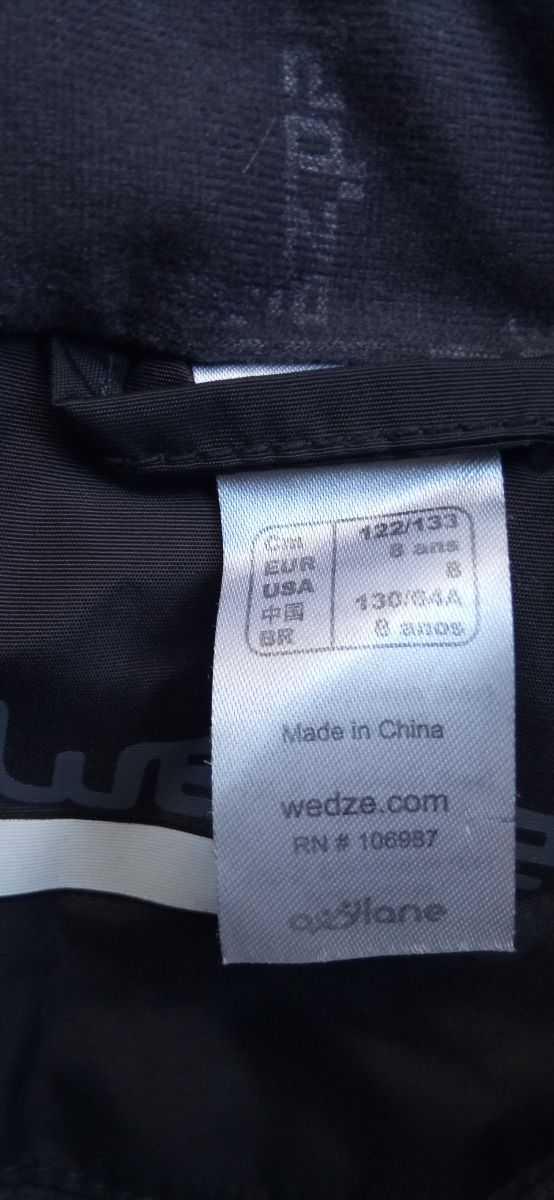 Cm 122/133
EUR 8 ans
USA 8
中国 130/64A
BR 8 anos
Made in China
wedze.com
RN # 106987
oxylane